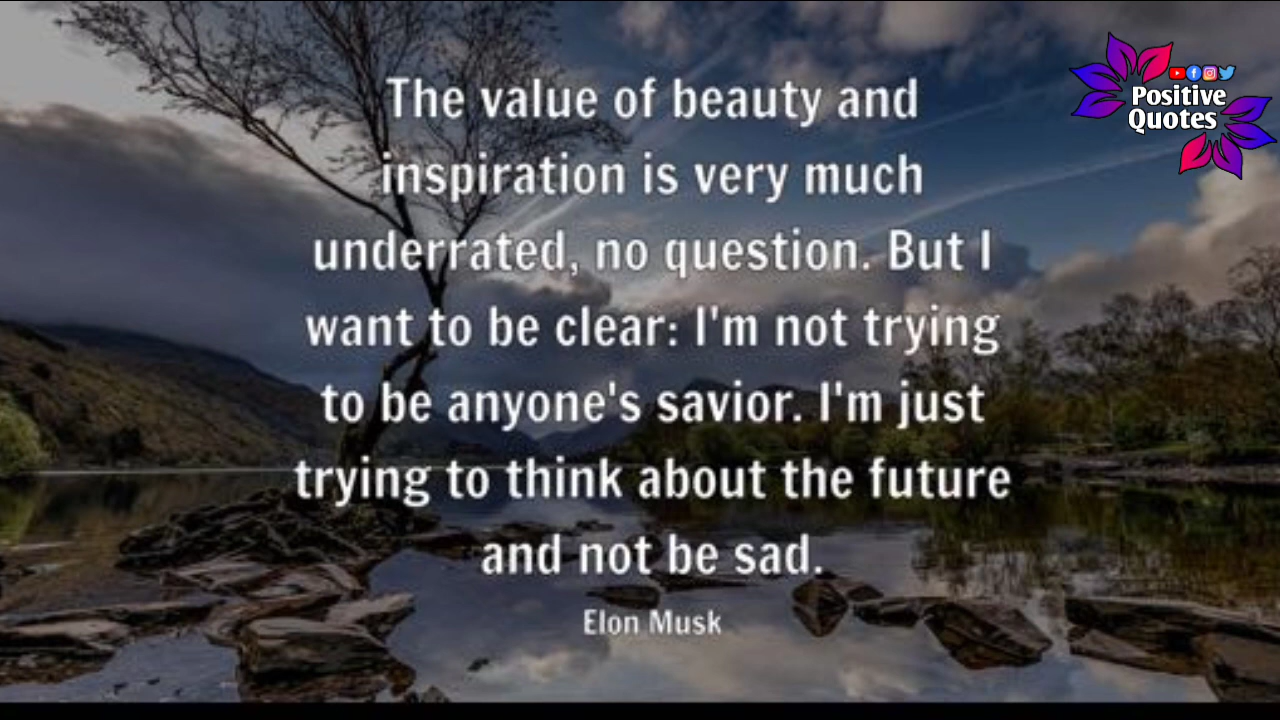 The value of beauty and
inspiration is very much
underrated, no question. But I
want to be clear: I'm not trying
to be anyone's savior. I'm just
trying to think about the future
and not be sad.
Elon Musk
Positive
Quotes